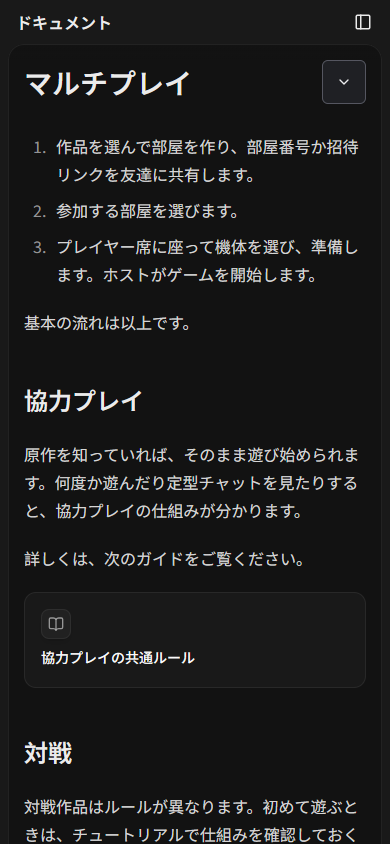 ドキュメント
マルチプレイ
1. 作品を選んで部屋を作り、部屋番号か招待
リンクを友達に共有します。
2. 参加する部屋を選びます。
3. プレイヤー席に座って機体を選び、準備し
ます。ホストがゲームを開始します。
基本の流れは以上です。
協力プレイ
原作を知っていれば、そのまま遊び始められま
す。何度か遊んだり定型チャットを見たりする
と、協力プレイの仕組みが分かります。
詳しくは、次のガイドをご覧ください。
協力プレイの共通ルール
対戦
対戦作品はルールが異なります。初めて遊ぶと
きは、チュートリアルで仕組みを確認しておく